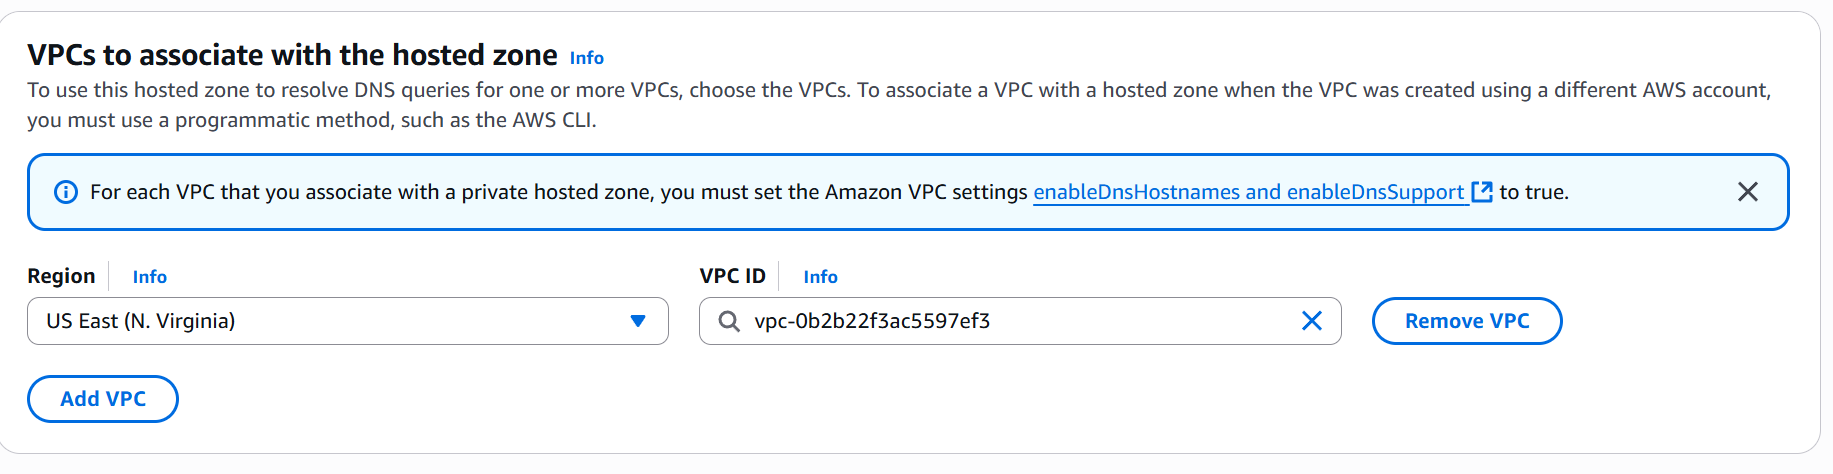 VPCs to associate with the hosted zone Info
To use this hosted zone to resolve DNS queries for one or more VPCs, choose the VPCs. To associate a VPC with a hosted zone when the VPC was created using a different AWS account,
you must use a programmatic method, such as the AWS CLI.
For each VPC that you associate with a private hosted zone, you must set the Amazon VPC settings enableDnsHostnames and enableDnsSupport to true.
Region Info
VPC ID Info
US East (N. Virginia)
vpc-0b2b22f3ac5597ef3
Remove VPC
Add VPC